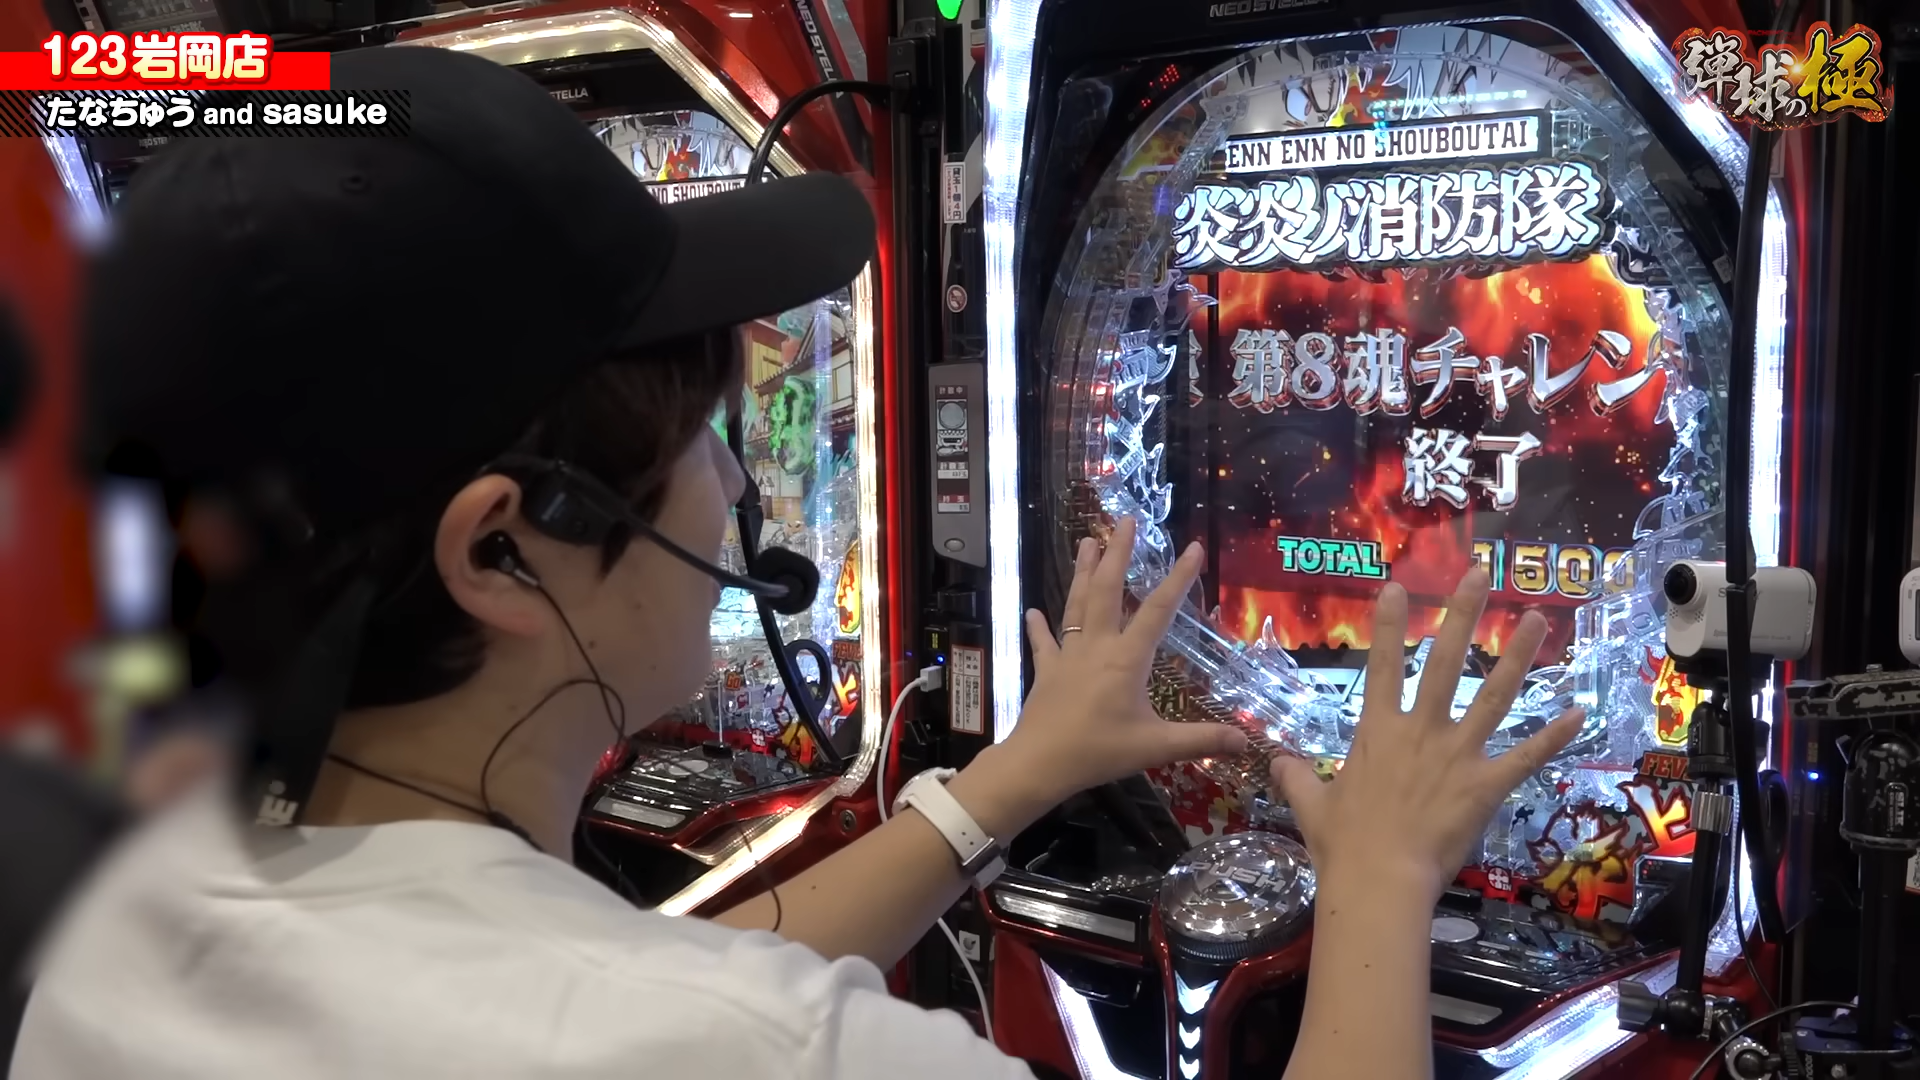 123岩岡店
たなちゅう and sasuke
弾球の極
NEO STELLA
ENN ENN NO SHOUBOUTAI
炎炎ノ消防隊
第8魂チャレン
終了
TOTAL 1500
PUSH